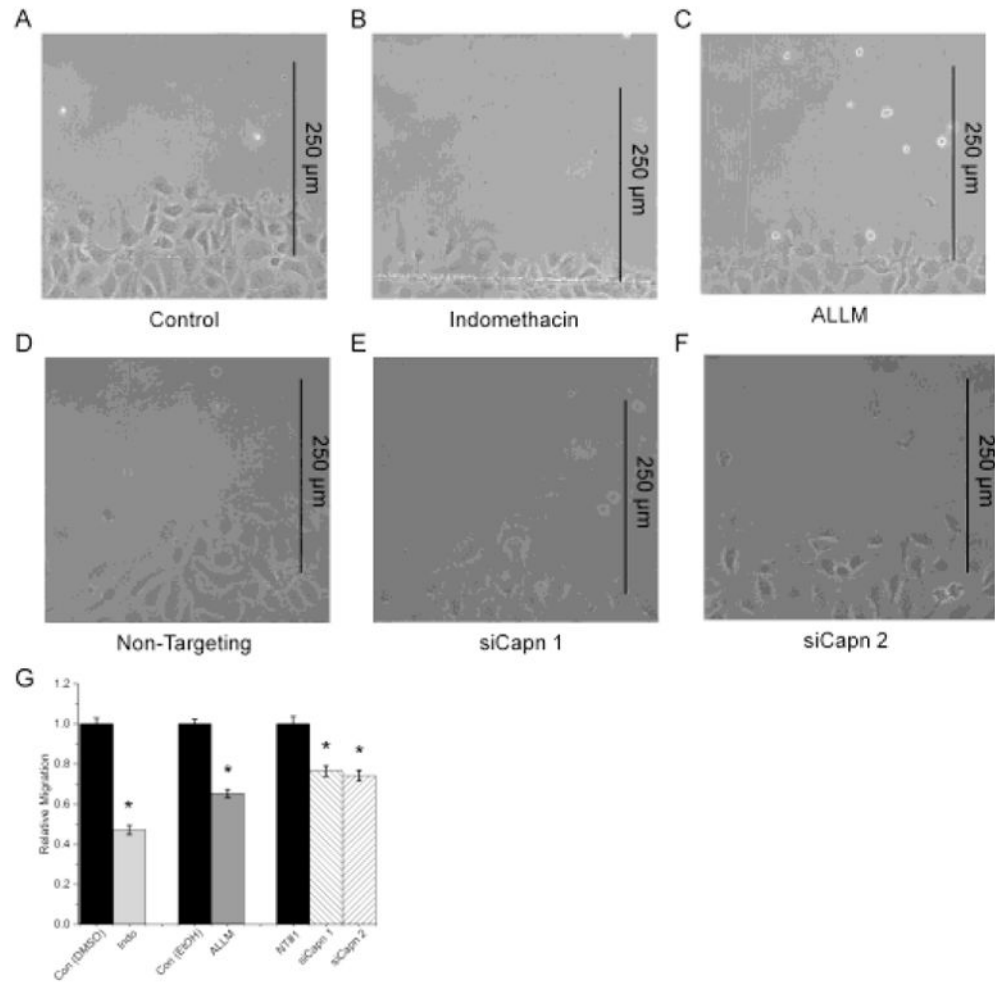 A
B
C
250 µm
250 µm
250 µm
Control
Indomethacin
ALLM
D
E
F
250 µm
250 µm
250 µm
Non-Targeting
siCapn 1
siCapn 2
G
1.2
1.0
0.8
0.6
0.4
0.2
0.0
Relative Migration
*
*
*
*
Con (DMSO)
Indo
Con (EtOH)
ALLM
NT#1
siCapn 1
siCapn 2